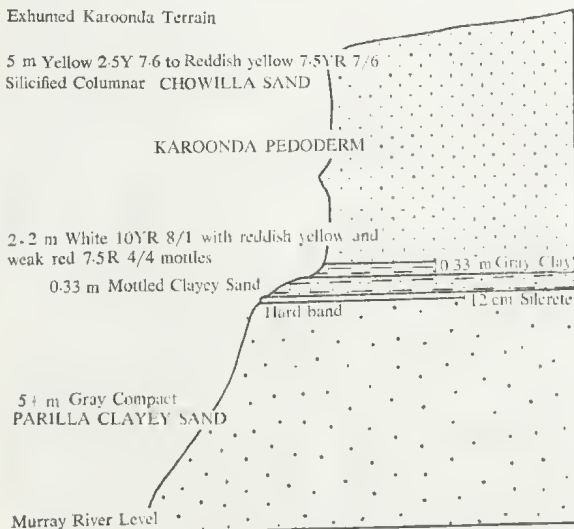 Exhumed Karoonda Terrain
5 m Yellow 2.5Y 7.6 to Reddish yellow 7.5YR 7/6
Silicified Columnar CHOWILLA SAND
KAROONDA PEDODERM
2·2 m White 10YR 8/1 with reddish yellow and
weak red 7.5R 4/4 mottles
0·33 m Gray Clay
0·33 m Mottled Clayey Sand
12 cm Silcrete
Hard band
5+ m Gray Compact
PARILLA CLAYEY SAND
Murray River Level